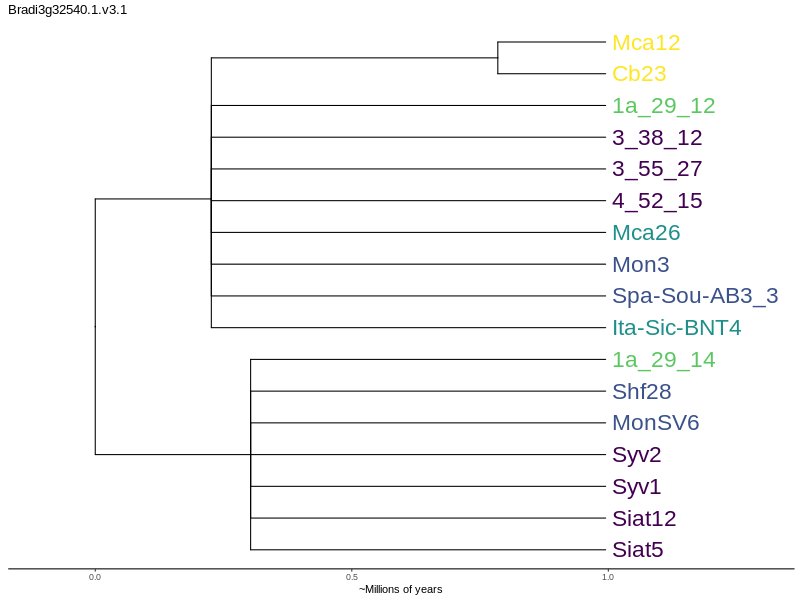 Bradi3g32540.1.v3.1
Mca12
Cb23
1a_29_12
3_38_12
3_55_27
4_52_15
Mca26
Mon3
Spa-Sou-AB3_3
Ita-Sic-BNT4
1a_29_14
Shf28
MonSV6
Syv2
Syv1
Siat12
Siat5
0.0 0.5 1.0
~Millions of years